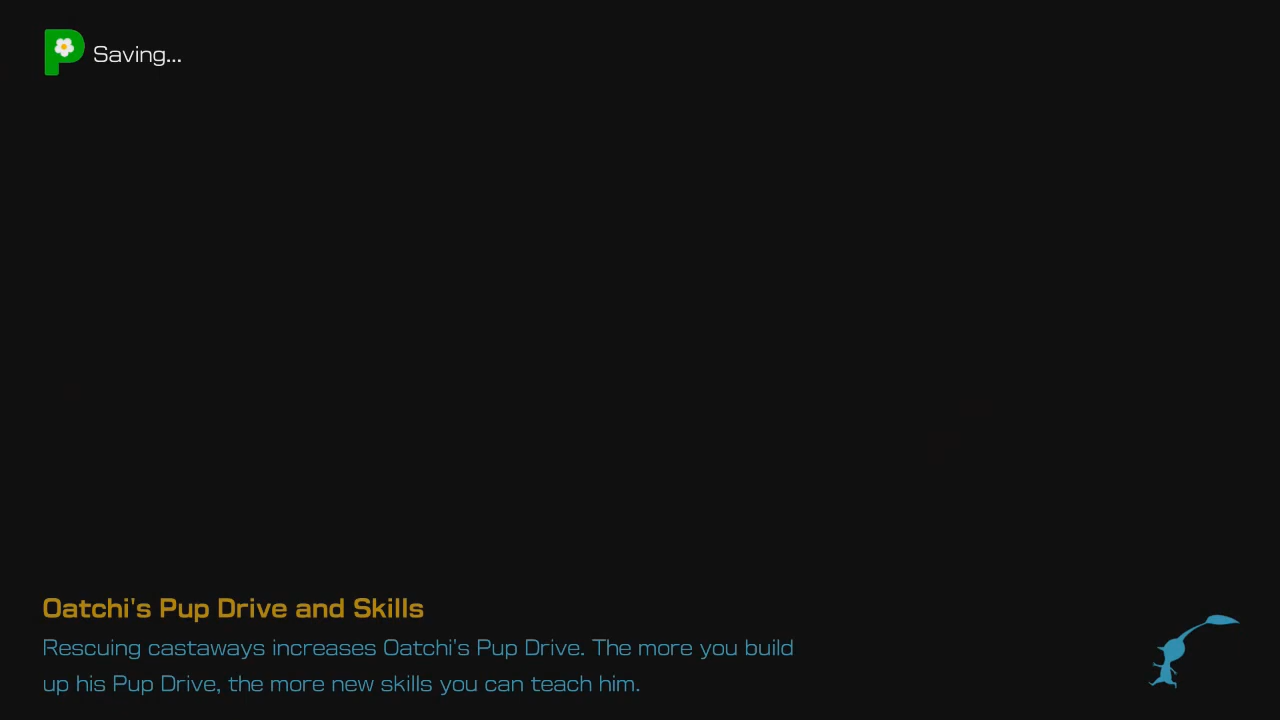 Saving...
Oatchi's Pup Drive and Skills
Rescuing castaways increases Oatchi's Pup Drive. The more you build
up his Pup Drive, the more new skills you can teach him.